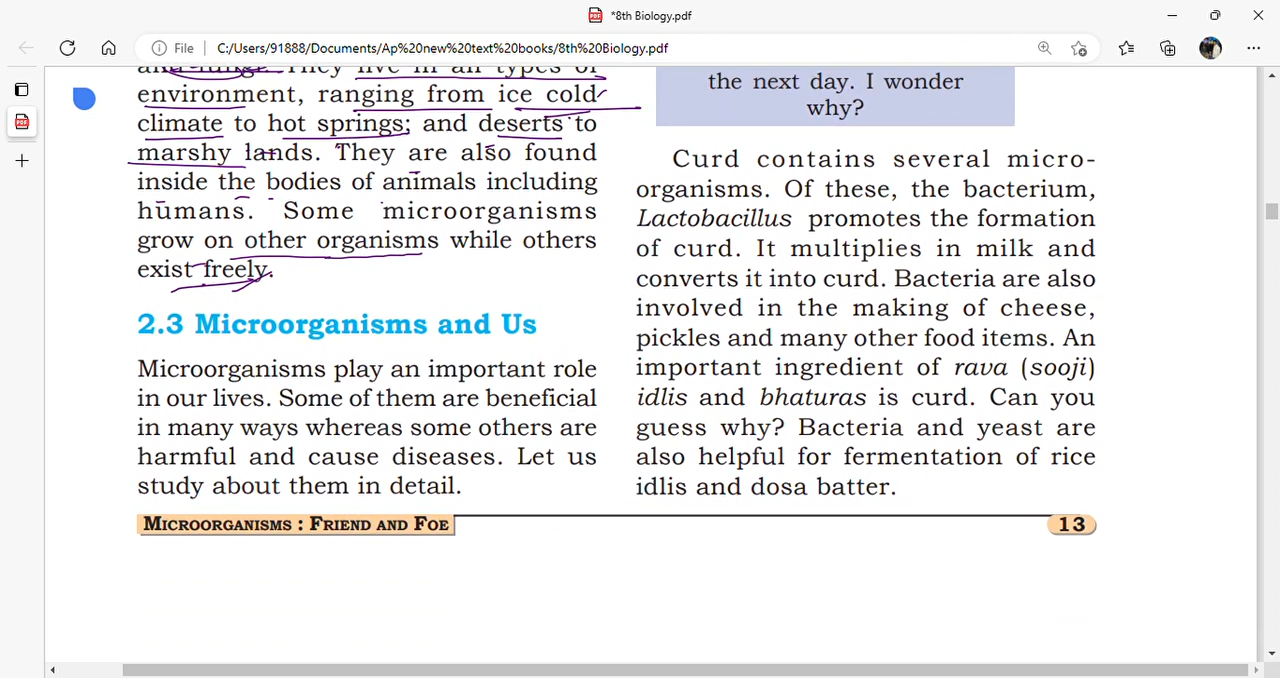 *8th Biology.pdf
File
C:/Users/91888/Documents/Ap%20new%20text%20books/8th%20Biology.pdf
and fungi. They live in all types of
environment, ranging from ice cold
climate to hot springs; and deserts to
marshy lands. They are also found
inside the bodies of animals including
humans. Some microorganisms
grow on other organisms while others
exist freely.
2.3 Microorganisms and Us
Microorganisms play an important role
in our lives. Some of them are beneficial
in many ways whereas some others are
harmful and cause diseases. Let us
study about them in detail.
the next day. I wonder
why?
Curd contains several micro-
organisms. Of these, the bacterium,
Lactobacillus promotes the formation
of curd. It multiplies in milk and
converts it into curd. Bacteria are also
involved in the making of cheese,
pickles and many other food items. An
important ingredient of rava (sooji)
idlis and bhaturas is curd. Can you
guess why? Bacteria and yeast are
also helpful for fermentation of rice
idlis and dosa batter.
MICROORGANISMS : FRIEND AND FOE
13